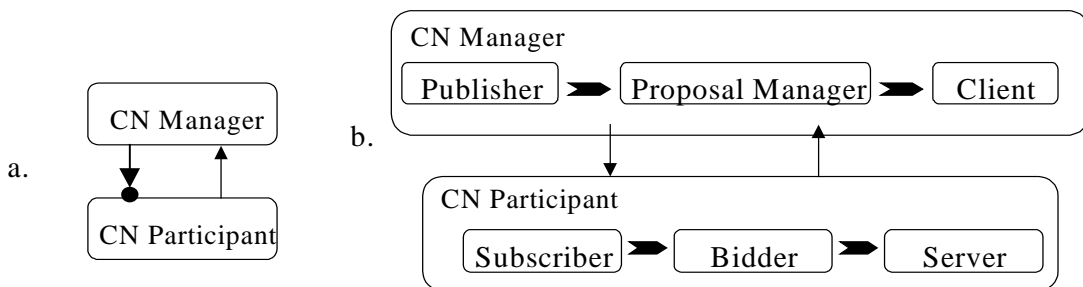 a.
CN Manager
CN Participant
b.
CN Manager
Publisher
Proposal Manager
Client
CN Participant
Subscriber
Bidder
Server